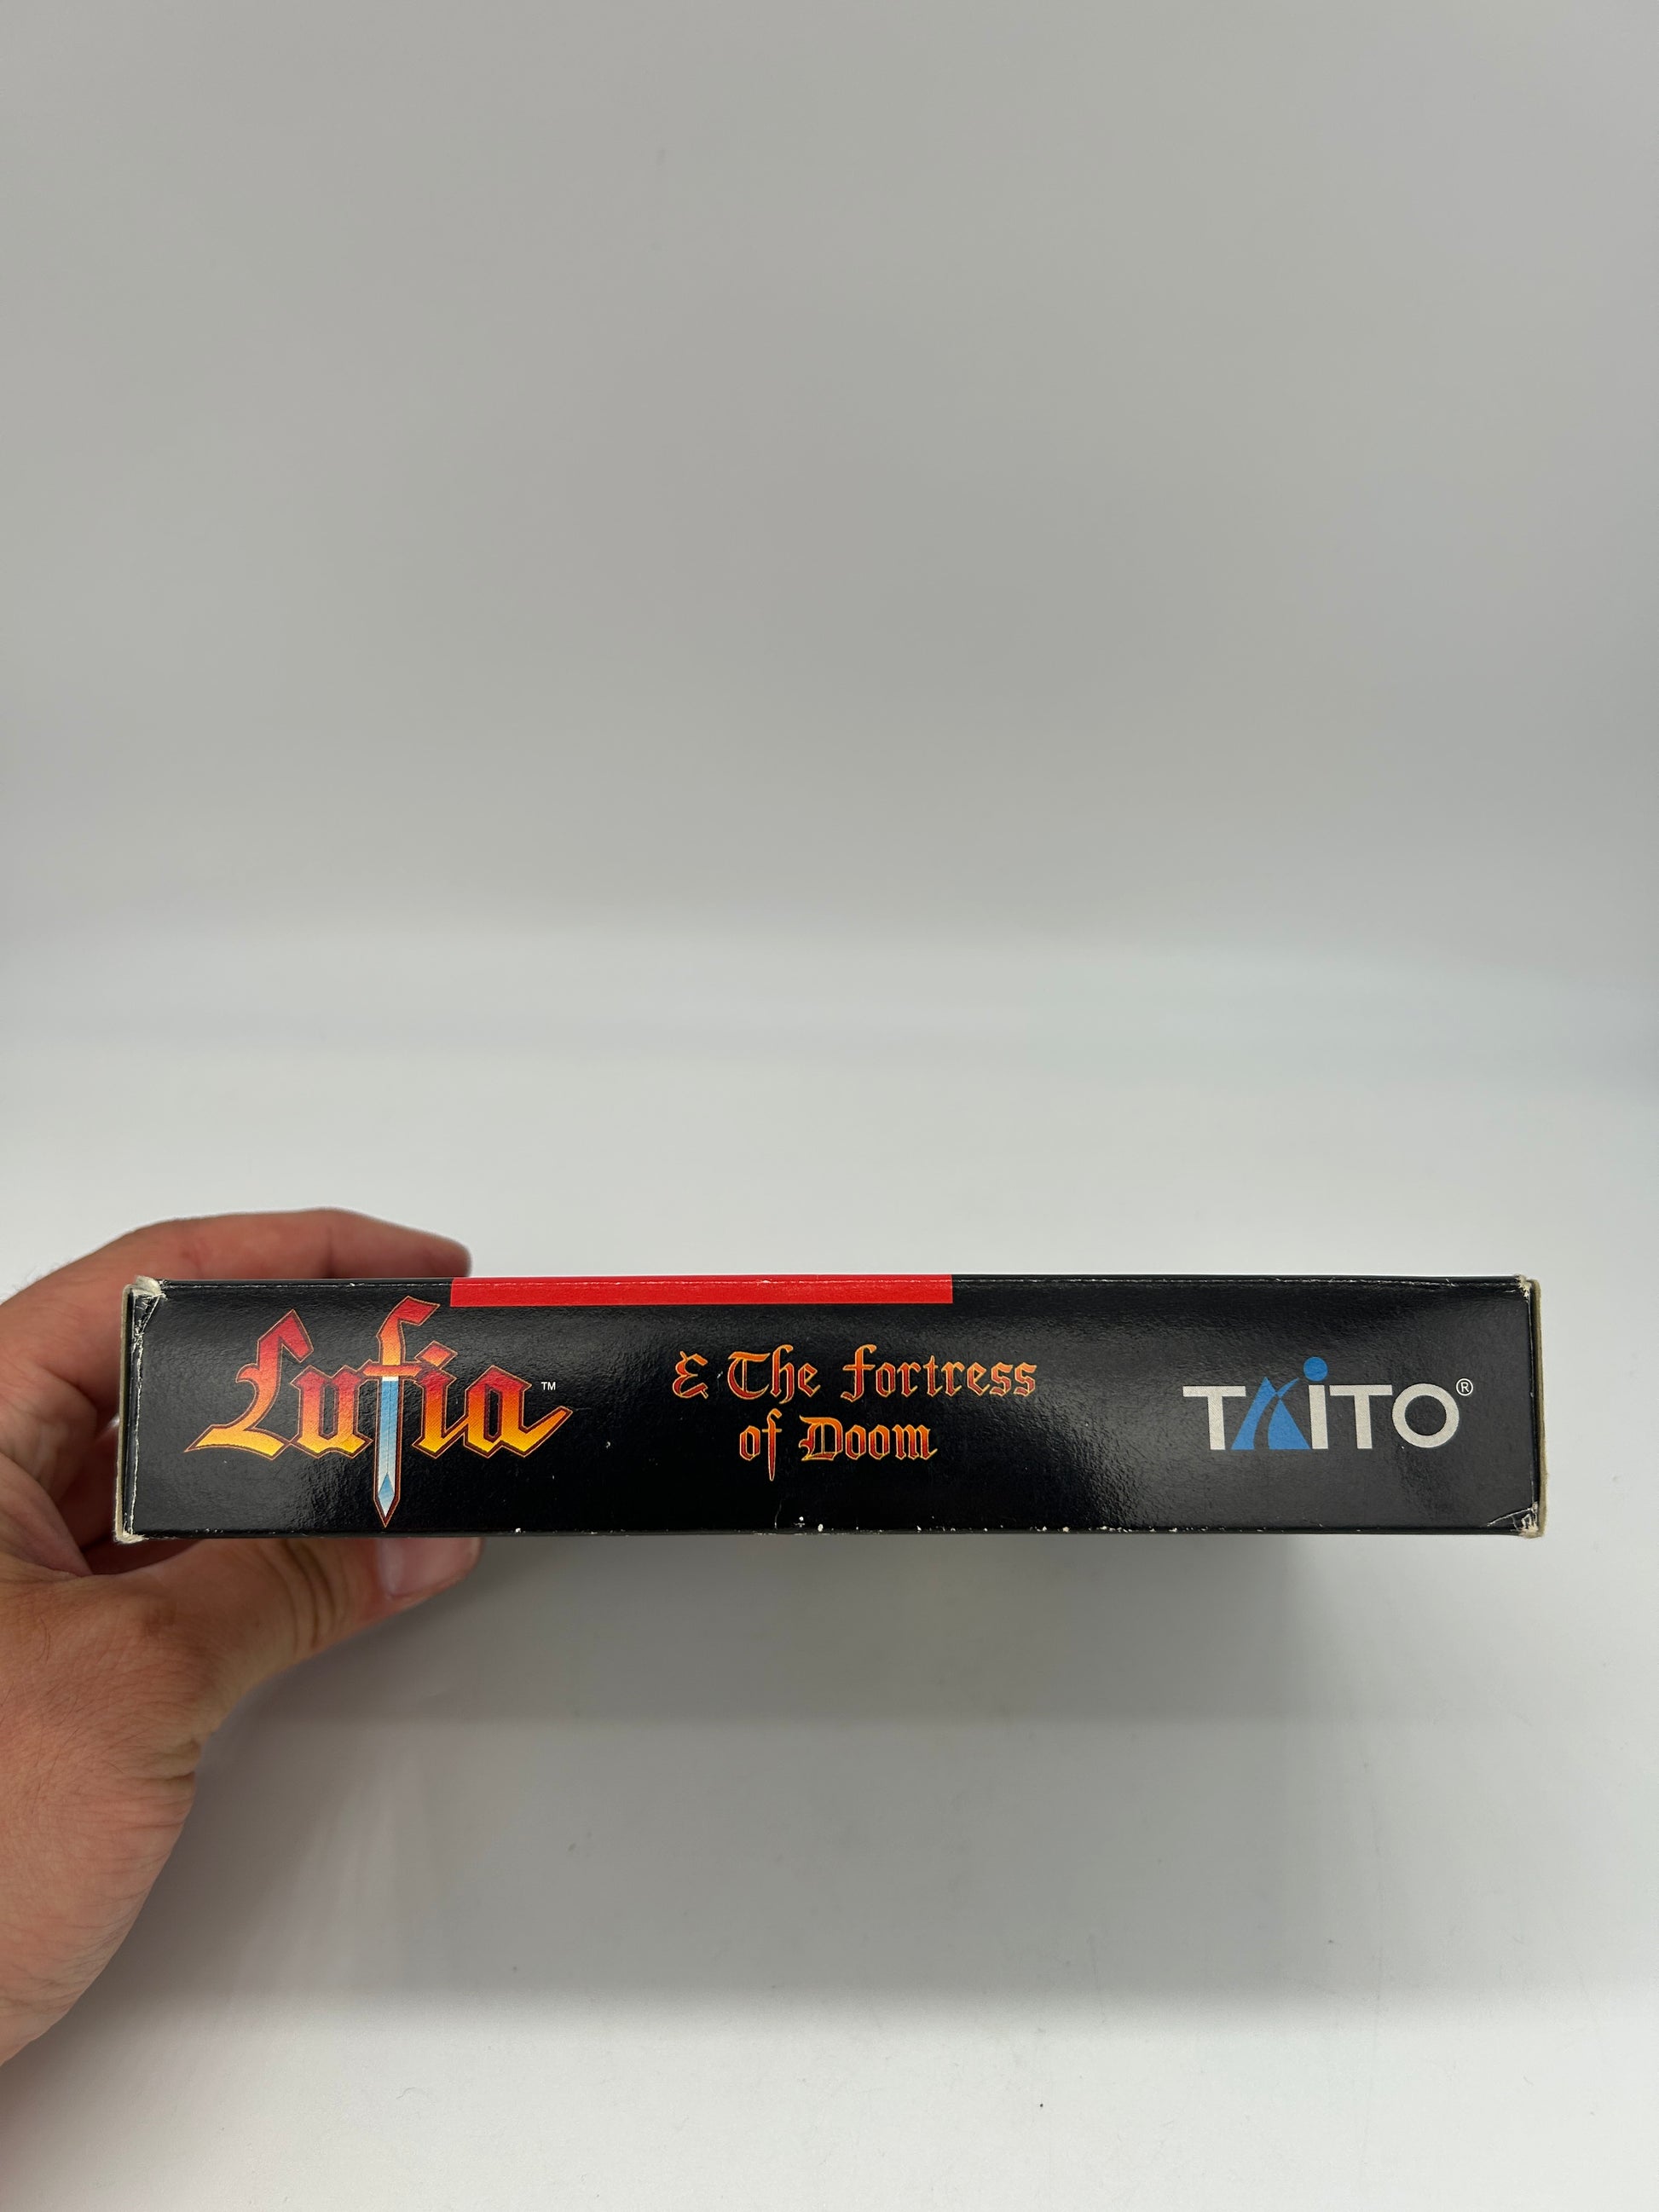 Lufia™
& The Fortress
of Doom
TAITO®